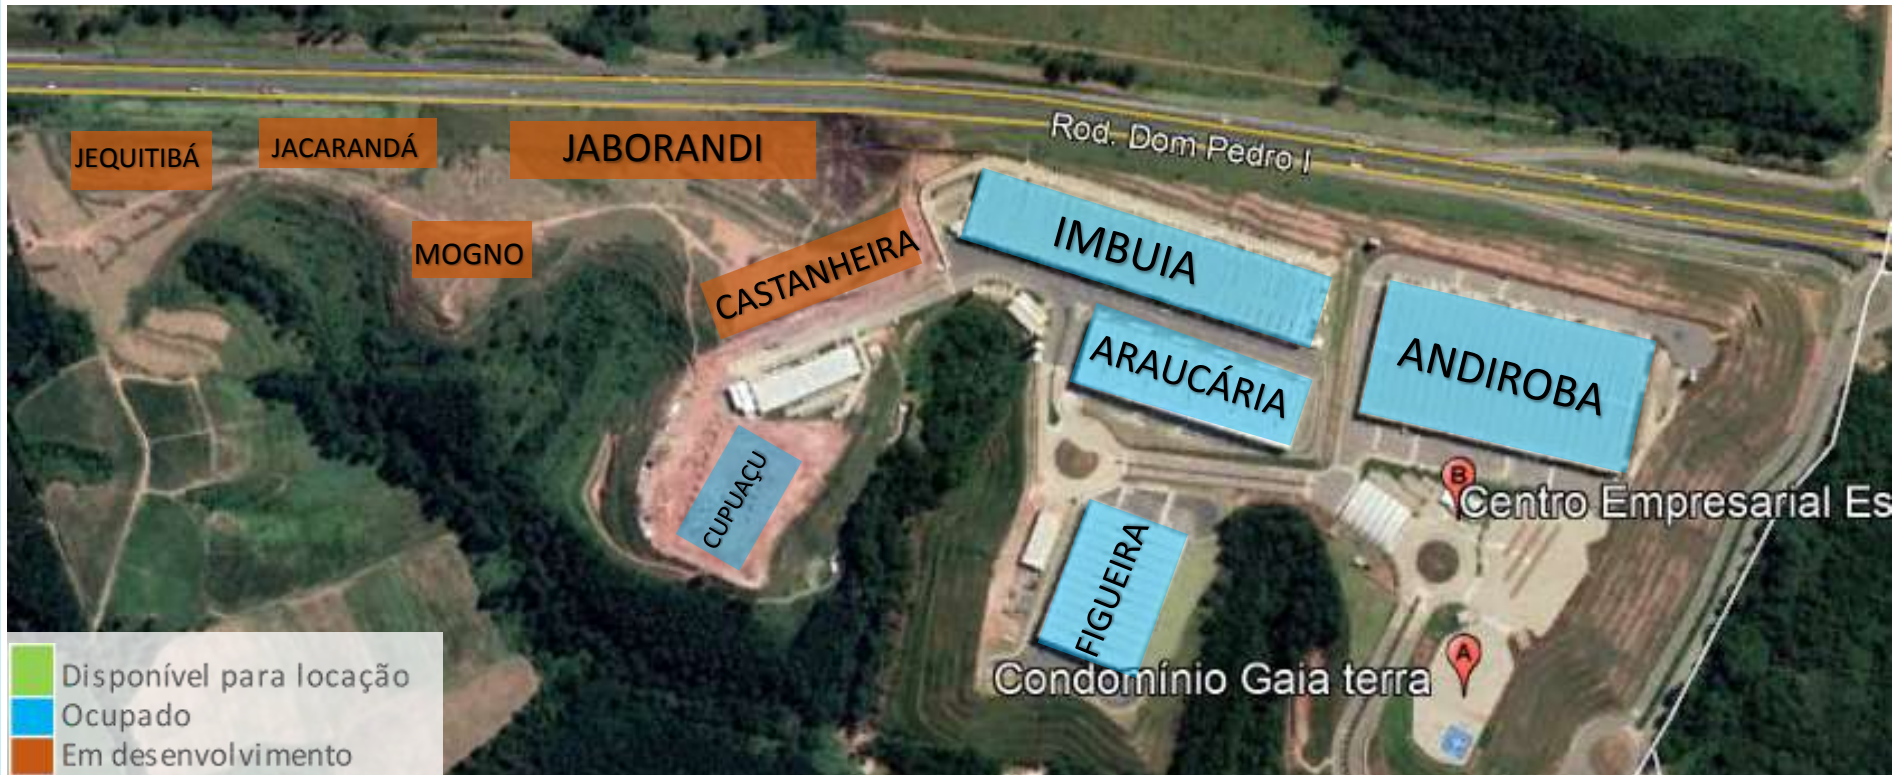 Rod. Dom Pedro I
JEQUITIBÁ
JACARANDÁ
JABORANDI
MOGNO
CASTANHEIRA
IMBUIA
ARAUCÁRIA
ANDIROBA
CUPUAÇU
FIGUEIRA
B
Centro Empresarial Es
A
Condomínio Gaia terra
Disponível para locação
Ocupado
Em desenvolvimento